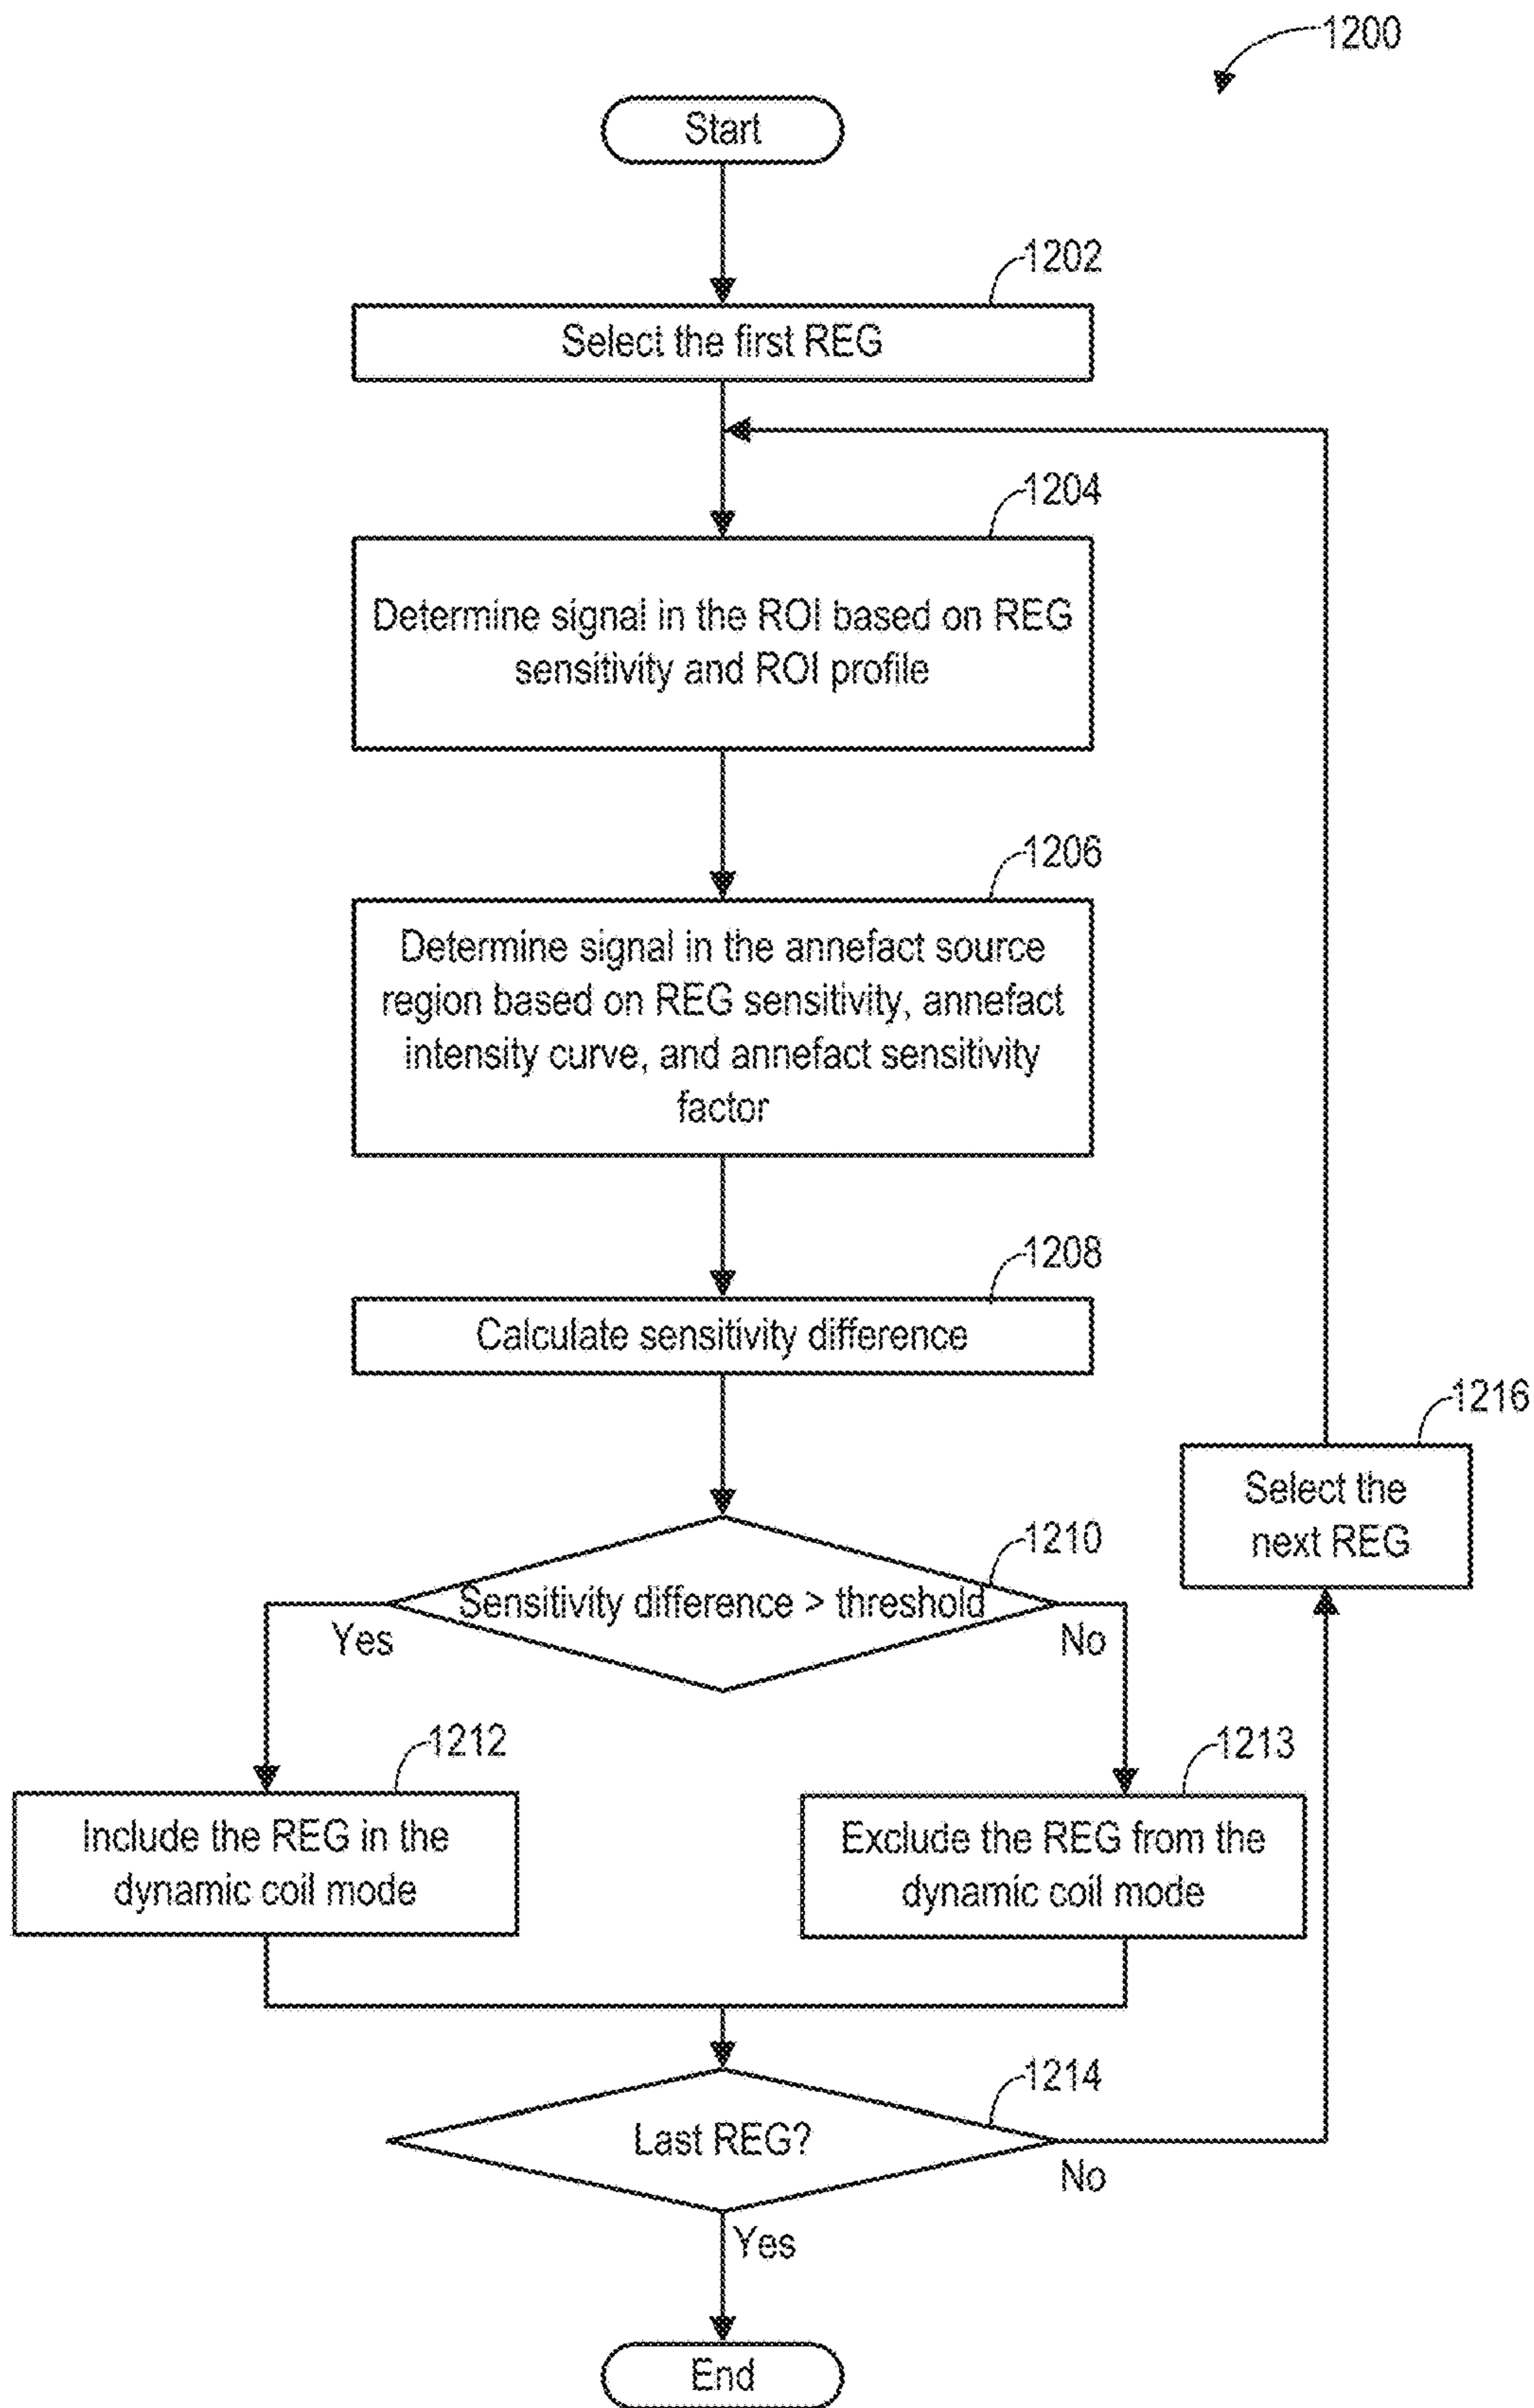 1200
Start
1202
Select the first REG
1204
Determine signal in the ROI based on REG
sensitivity and ROI profile
1206
Determine signal in the annefact source
region based on REG sensitivity, annefact
intensity curve, and annefact sensitivity
factor
1208
Calculate sensitivity difference
1216
Select the
next REG
1210
Sensitivity difference > threshold
Yes
No
1212
Include the REG in the
dynamic coil mode
1213
Exclude the REG from the
dynamic coil mode
1214
Last REG?
No
Yes
End